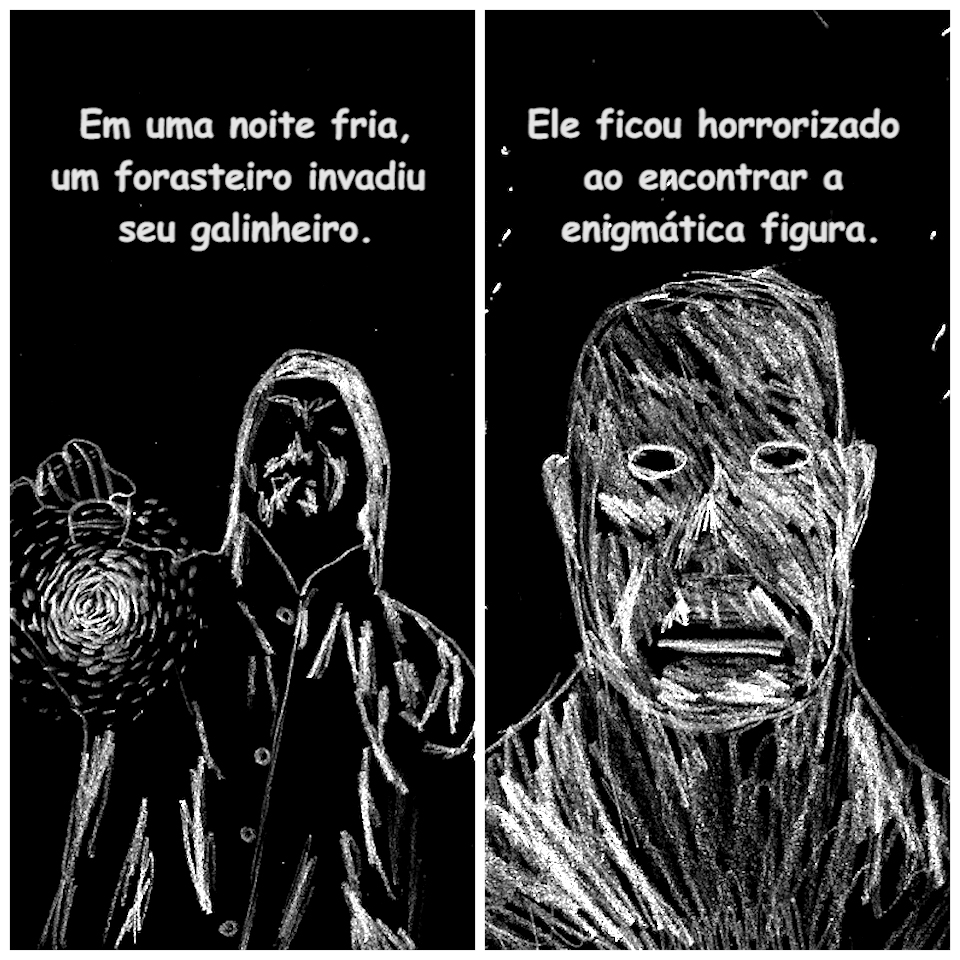 Em uma noite fria,
um forasteiro invadiu
seu galinheiro.
Ele ficou horrorizado
ao encontrar a
enigmática figura.